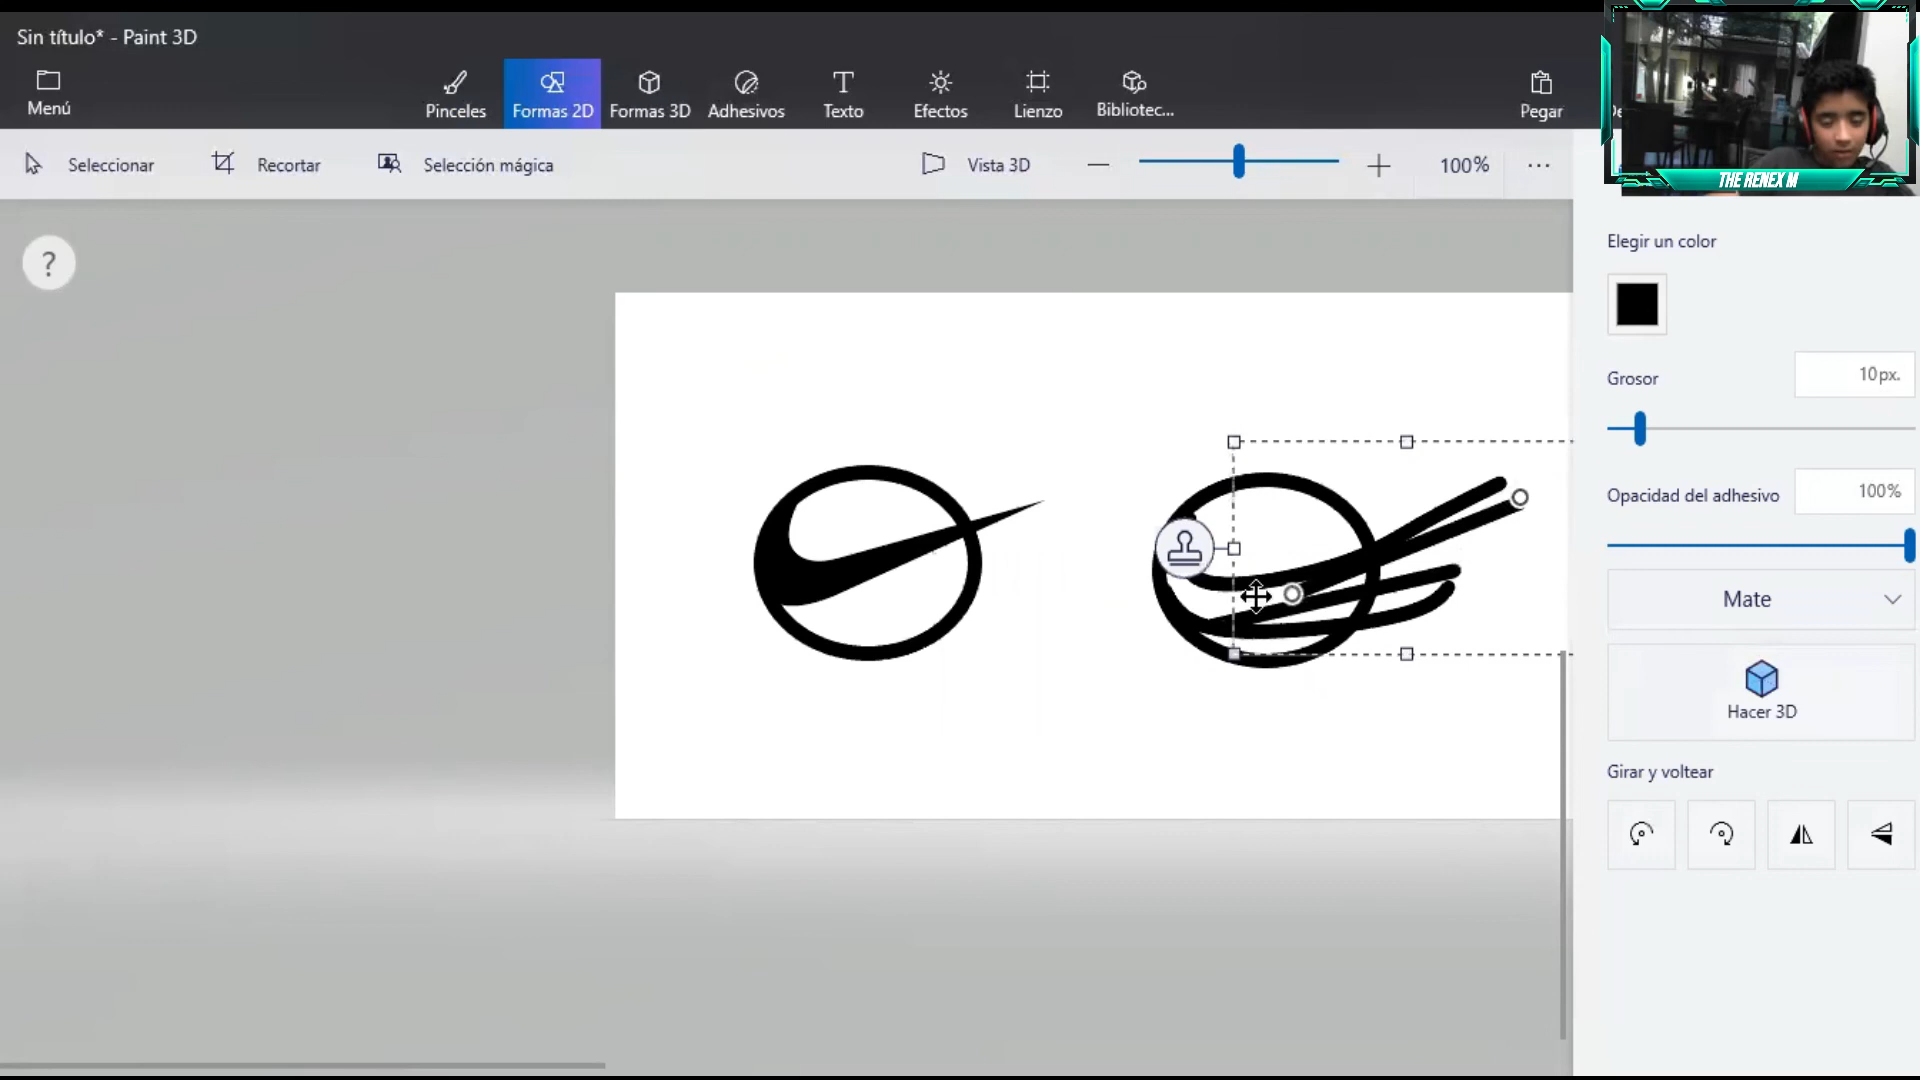 Sin título* - Paint 3D
Menú
Pinceles
Formas 2D
Formas 3D
Adhesivos
Texto
Efectos
Lienzo
Bibliotec...
Pegar
THE RENEX M
Seleccionar
Recortar
Selección mágica
Vista 3D
100%
?
Elegir un color
Grosor
10px.
Opacidad del adhesivo
100%
Mate
Hacer 3D
Girar y voltear